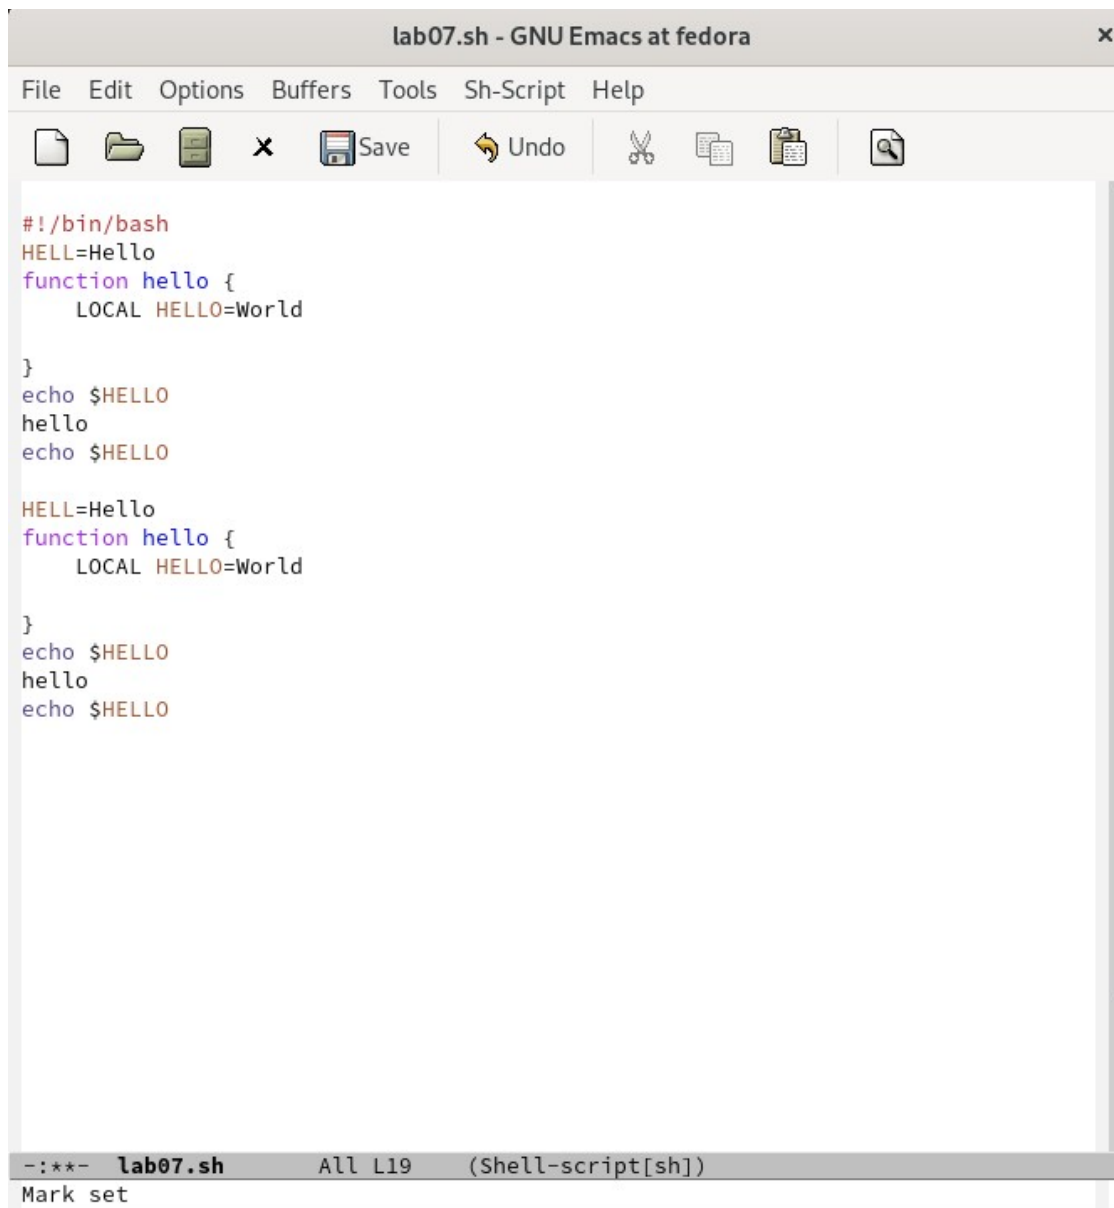 lab07.sh - GNU Emacs at fedora
File Edit Options Buffers Tools Sh-Script Help
Save Undo
#!/bin/bash
HELL=Hello
function hello {
    LOCAL HELLO=World
}
echo $HELLO
hello
echo $HELLO
HELL=Hello
function hello {
    LOCAL HELLO=World
}
echo $HELLO
hello
echo $HELLO
-:**-  lab07.sh       All L19    (Shell-script[sh])
Mark set